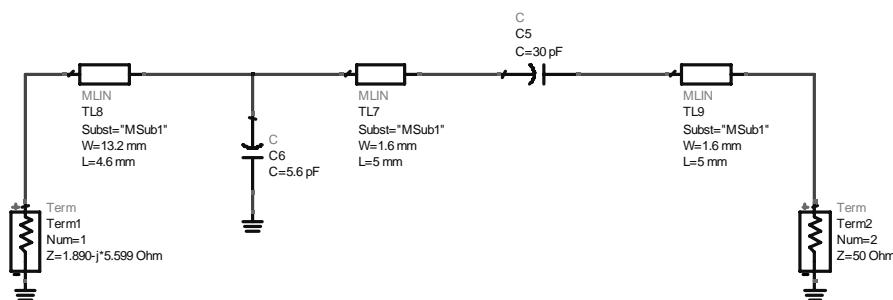 C
C5
C=30 pF
MLIN
TL8
Subst="MSub1"
W=13.2 mm
L=4.6 mm
C
C6
C=5.6 pF
MLIN
TL7
Subst="MSub1"
W=1.6 mm
L=5 mm
MLIN
TL9
Subst="MSub1"
W=1.6 mm
L=5 mm
Term
Term1
Num=1
Z=1.890-j*5.599 Ohm
Term
Term2
Num=2
Z=50 Ohm